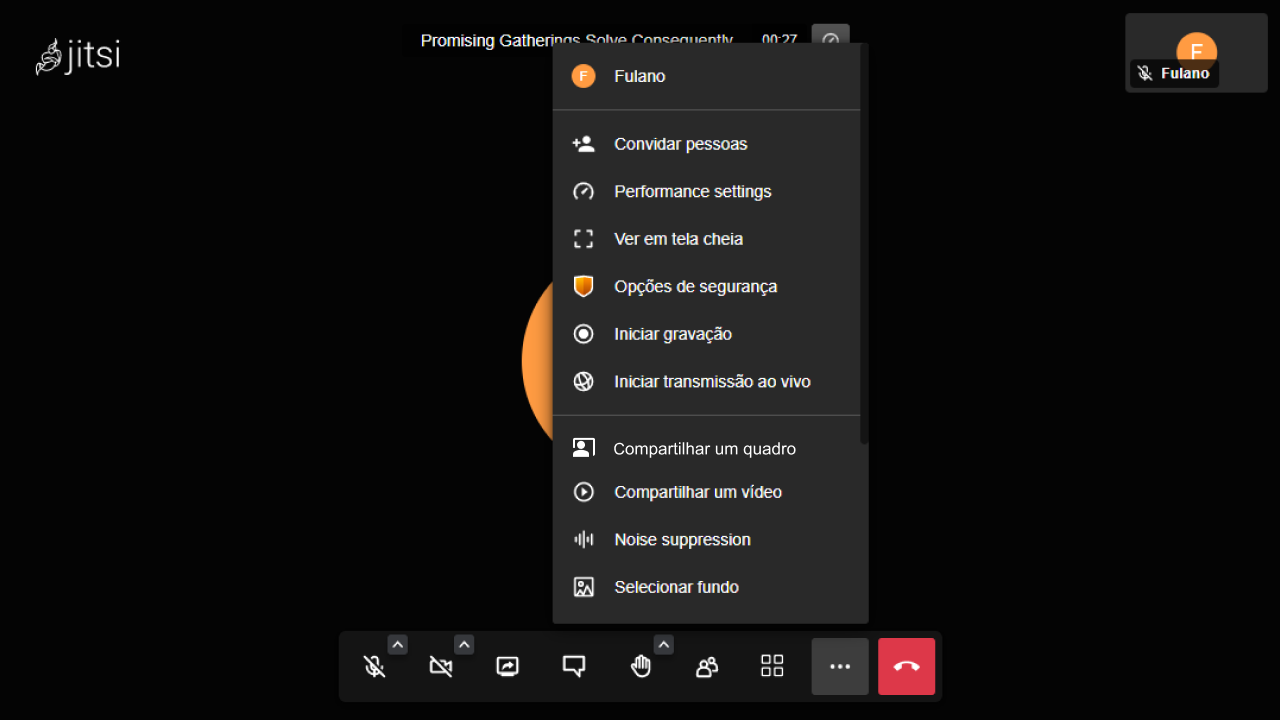 jitsi
Promising Gatherings Solve Consequently 00:27
F
Fulano
F
Fulano
Convidar pessoas
Performance settings
Ver em tela cheia
Opções de segurança
Iniciar gravação
Iniciar transmissão ao vivo
Compartilhar um quadro
Compartilhar um vídeo
Noise suppression
Selecionar fundo